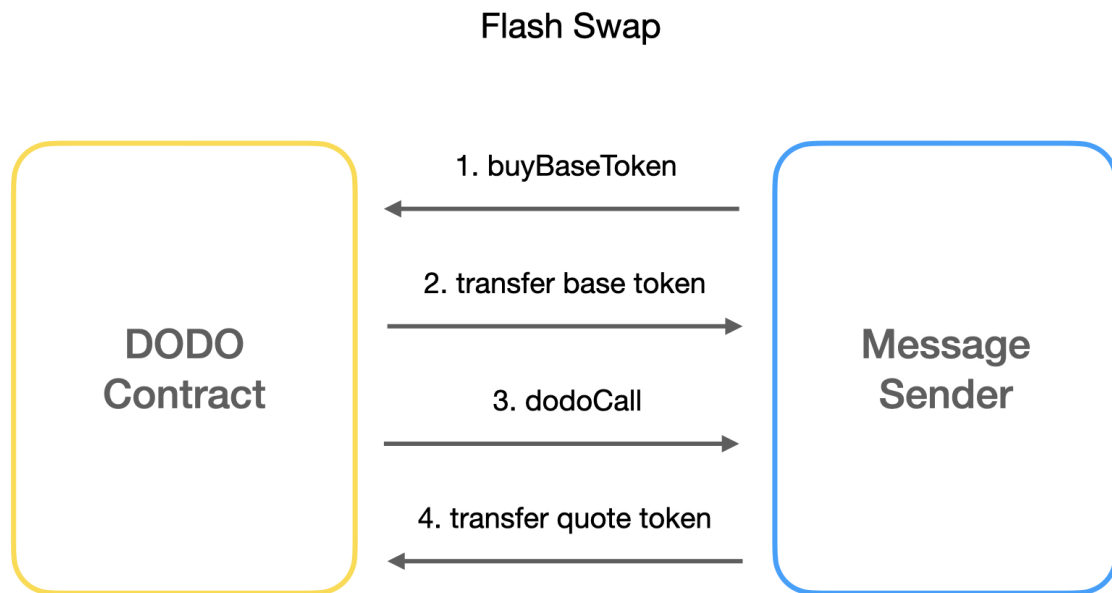 Flash Swap
1. buyBaseToken
2. transfer base token
DODO
Contract
Message
Sender
3. dodoCall
4. transfer quote token